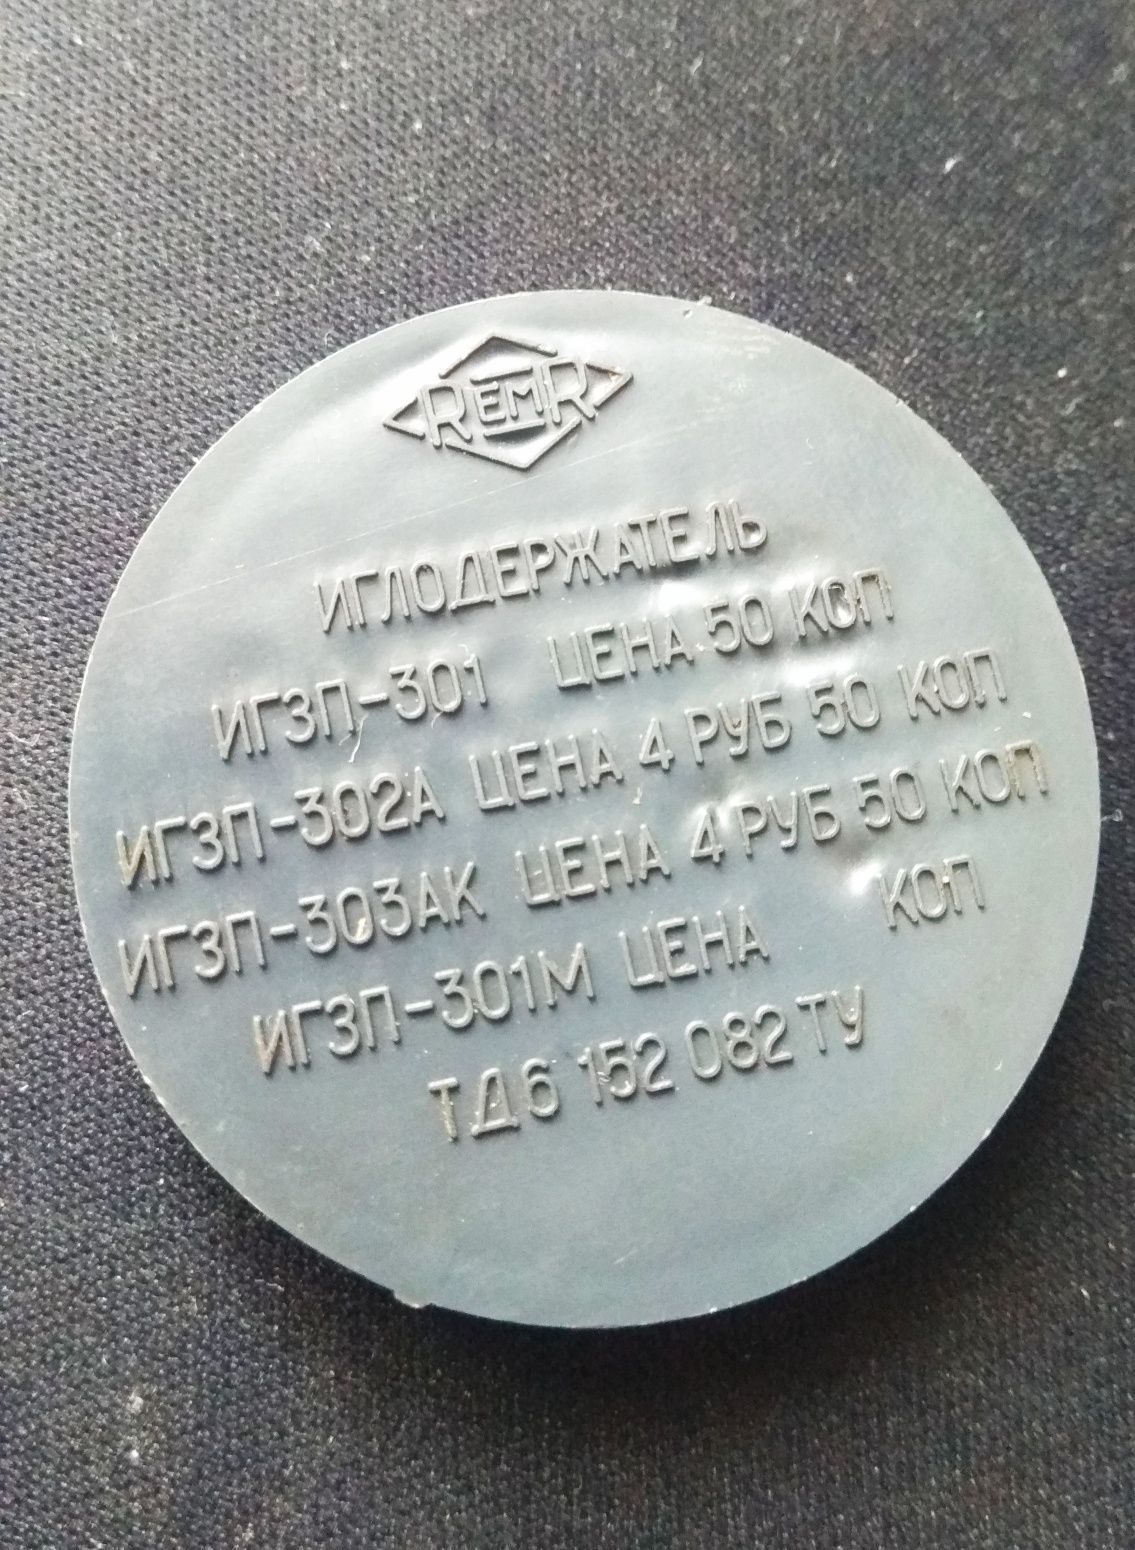 REMR
ИГЛОДЕРЖАТЕЛЬ
ИГЗП-301 ЦЕНА 50 КОП
ИГЗП-302А ЦЕНА 4 РУБ 50 КОП
ИГЗП-303АК ЦЕНА 4 РУБ 50 КОП
ИГЗП-301М ЦЕНА КОП
ТД6 152 082 ТУ